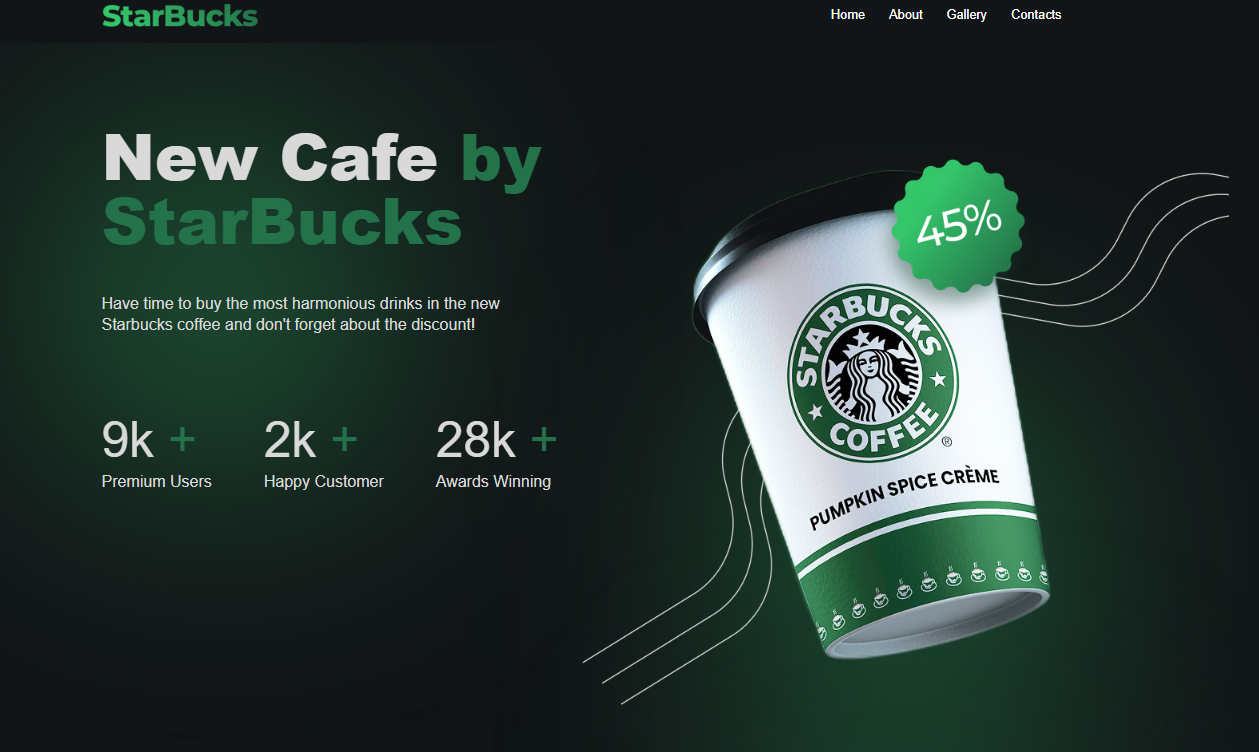 StarBucks
Home About Gallery Contacts
New Cafe by
StarBucks
Have time to buy the most harmonious drinks in the new
Starbucks coffee and don't forget about the discount!
9k + 2k + 28k +
Premium Users Happy Customer Awards Winning
45%
STARBUCKS
COFFEE
®
PUMPKIN SPICE CRÈME